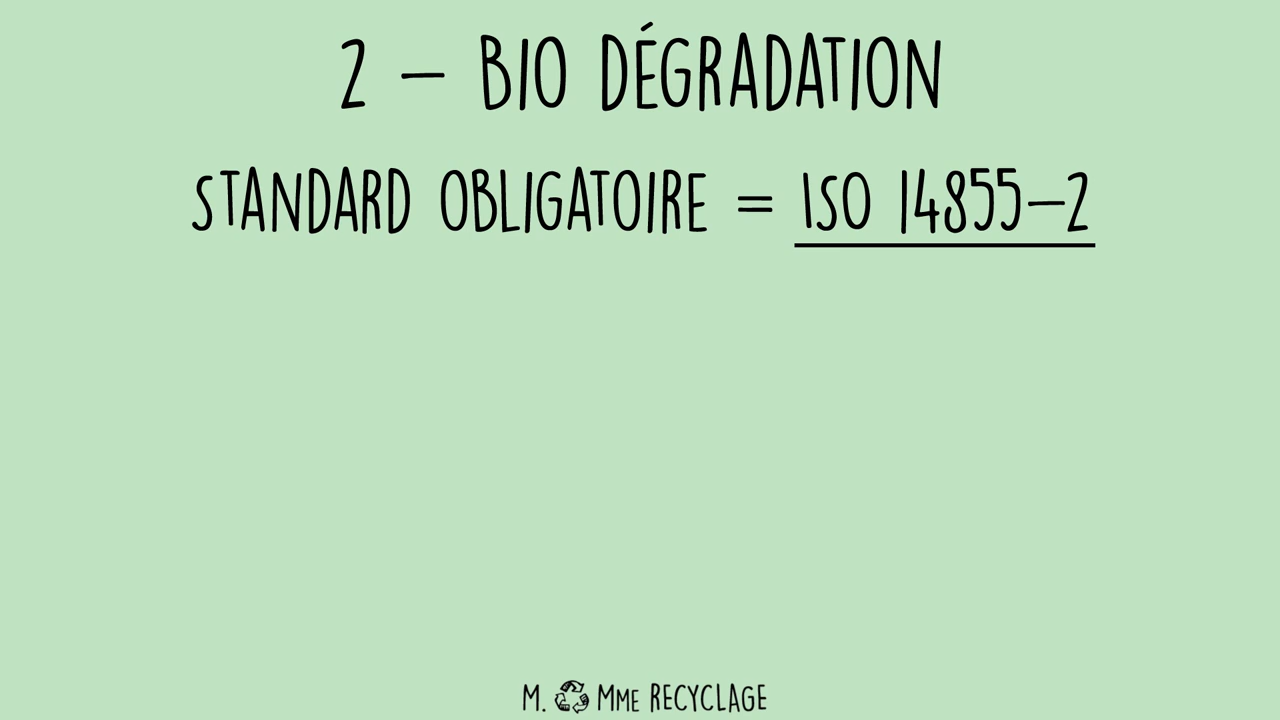 2 – BIO DÉGRADATION
STANDARD OBLIGATOIRE = ISO 14855–2
M. MME RECYCLAGE